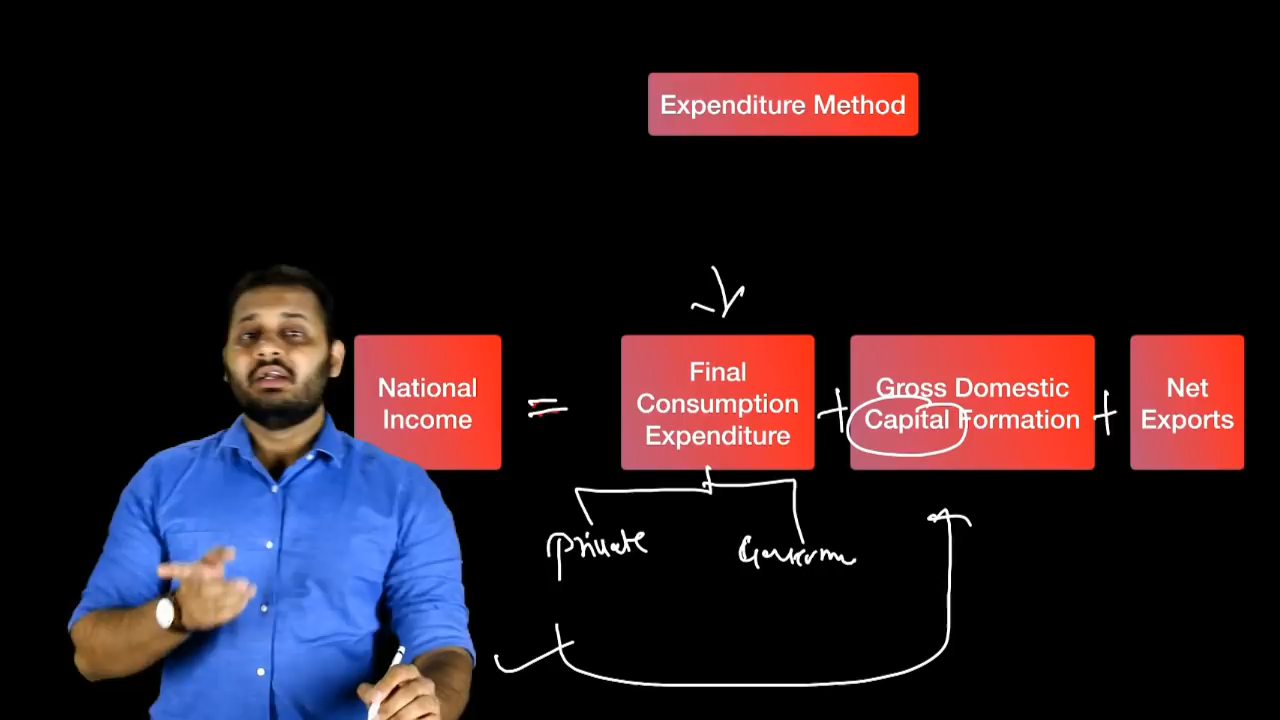 Expenditure Method
National
Income
=
Final
Consumption
Expenditure
+
Gross Domestic
Capital Formation
+
Net
Exports
Private